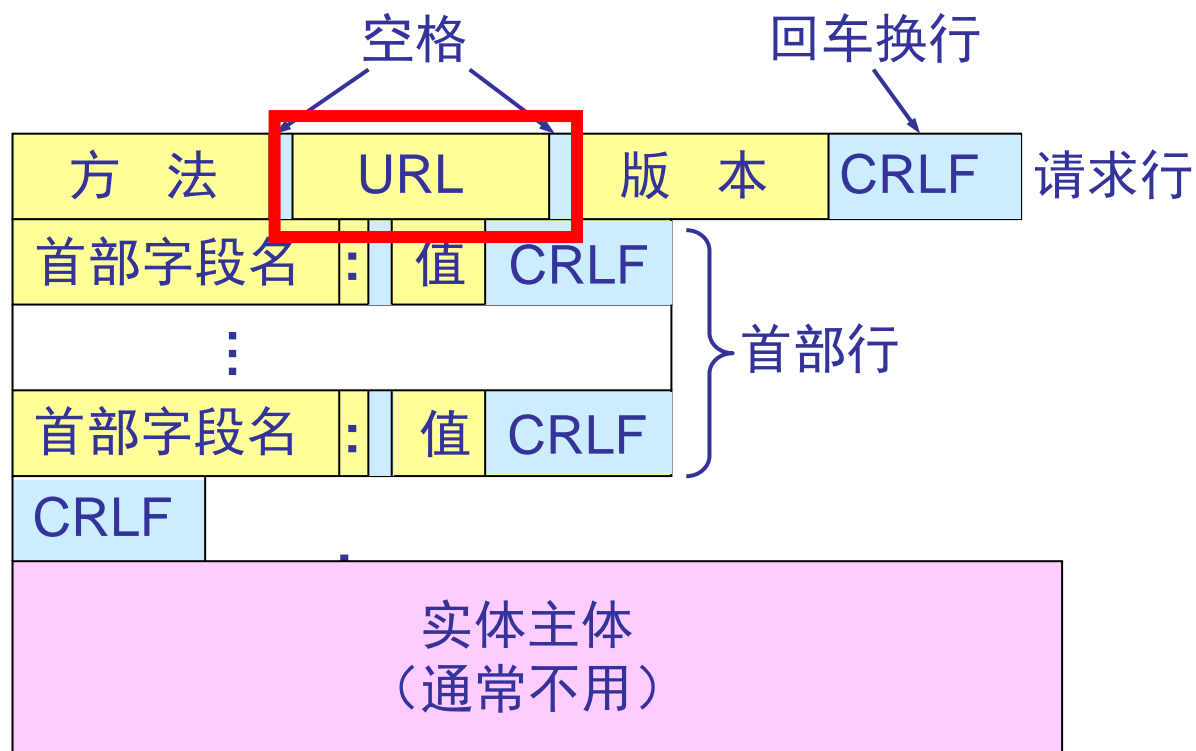 空格 回车换行
方 法 URL 版 本 CRLF 请求行
首部字段名 : 值 CRLF
⋮
首部行
首部字段名 : 值 CRLF
CRLF
实体主体
（通常不用）